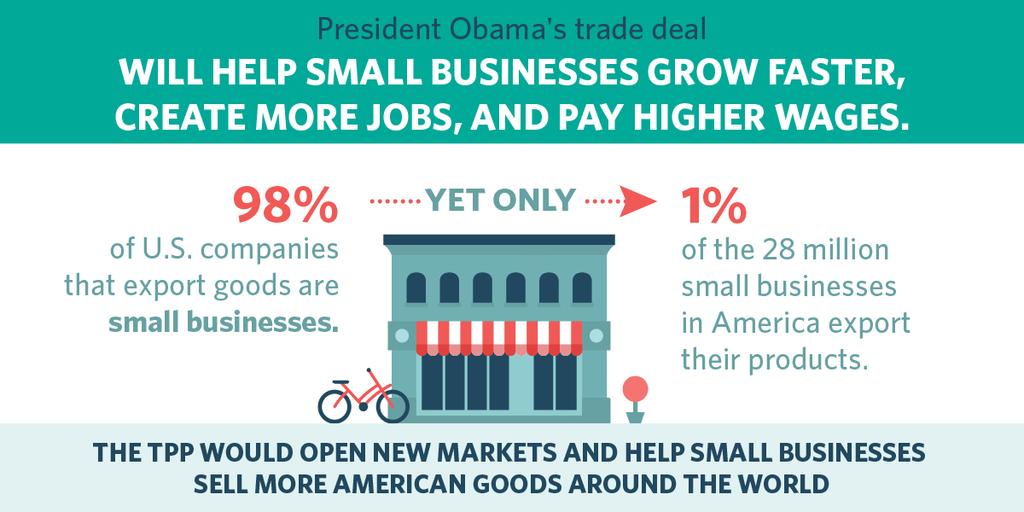 President Obama's trade deal
WILL HELP SMALL BUSINESSES GROW FASTER,
CREATE MORE JOBS, AND PAY HIGHER WAGES.
98%
of U.S. companies
that export goods are
small businesses.
YET ONLY
1%
of the 28 million
small businesses
in America export
their products.
THE TPP WOULD OPEN NEW MARKETS AND HELP SMALL BUSINESSES
SELL MORE AMERICAN GOODS AROUND THE WORLD